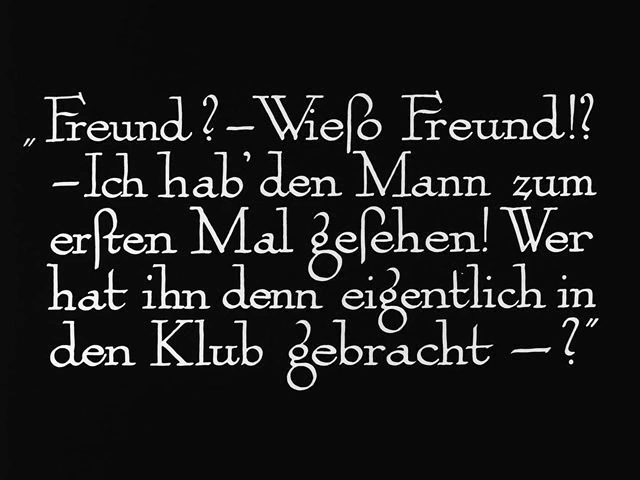 „Freund? – Wieſo Freund!?
– Ich hab' den Mann zum
erſten Mal geſehen! Wer
hat ihn denn eigentlich in
den Klub gebracht – ?"